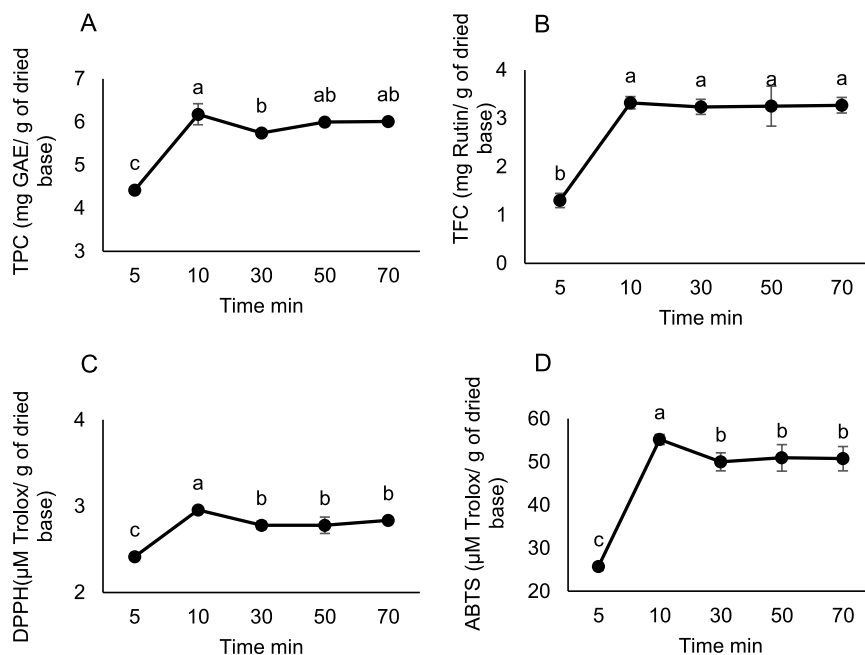 A
TPC (mg GAE/ g of dried
base)
7
6
5
4
3
c
a
b
ab
ab
5 10 30 50 70
Time min
B
TFC (mg Rutin/ g of dried
base)
4
3
2
1
0
b
a
a
a
a
5 10 30 50 70
Time min
C
DPPH(µM Trolox/ g of dried
base)
4
3
2
c
a
b
b
b
5 10 30 50 70
Time min
D
ABTS (µM Trolox/ g of dried
base)
60
50
40
30
20
c
a
b
b
b
5 10 30 50 70
Time min